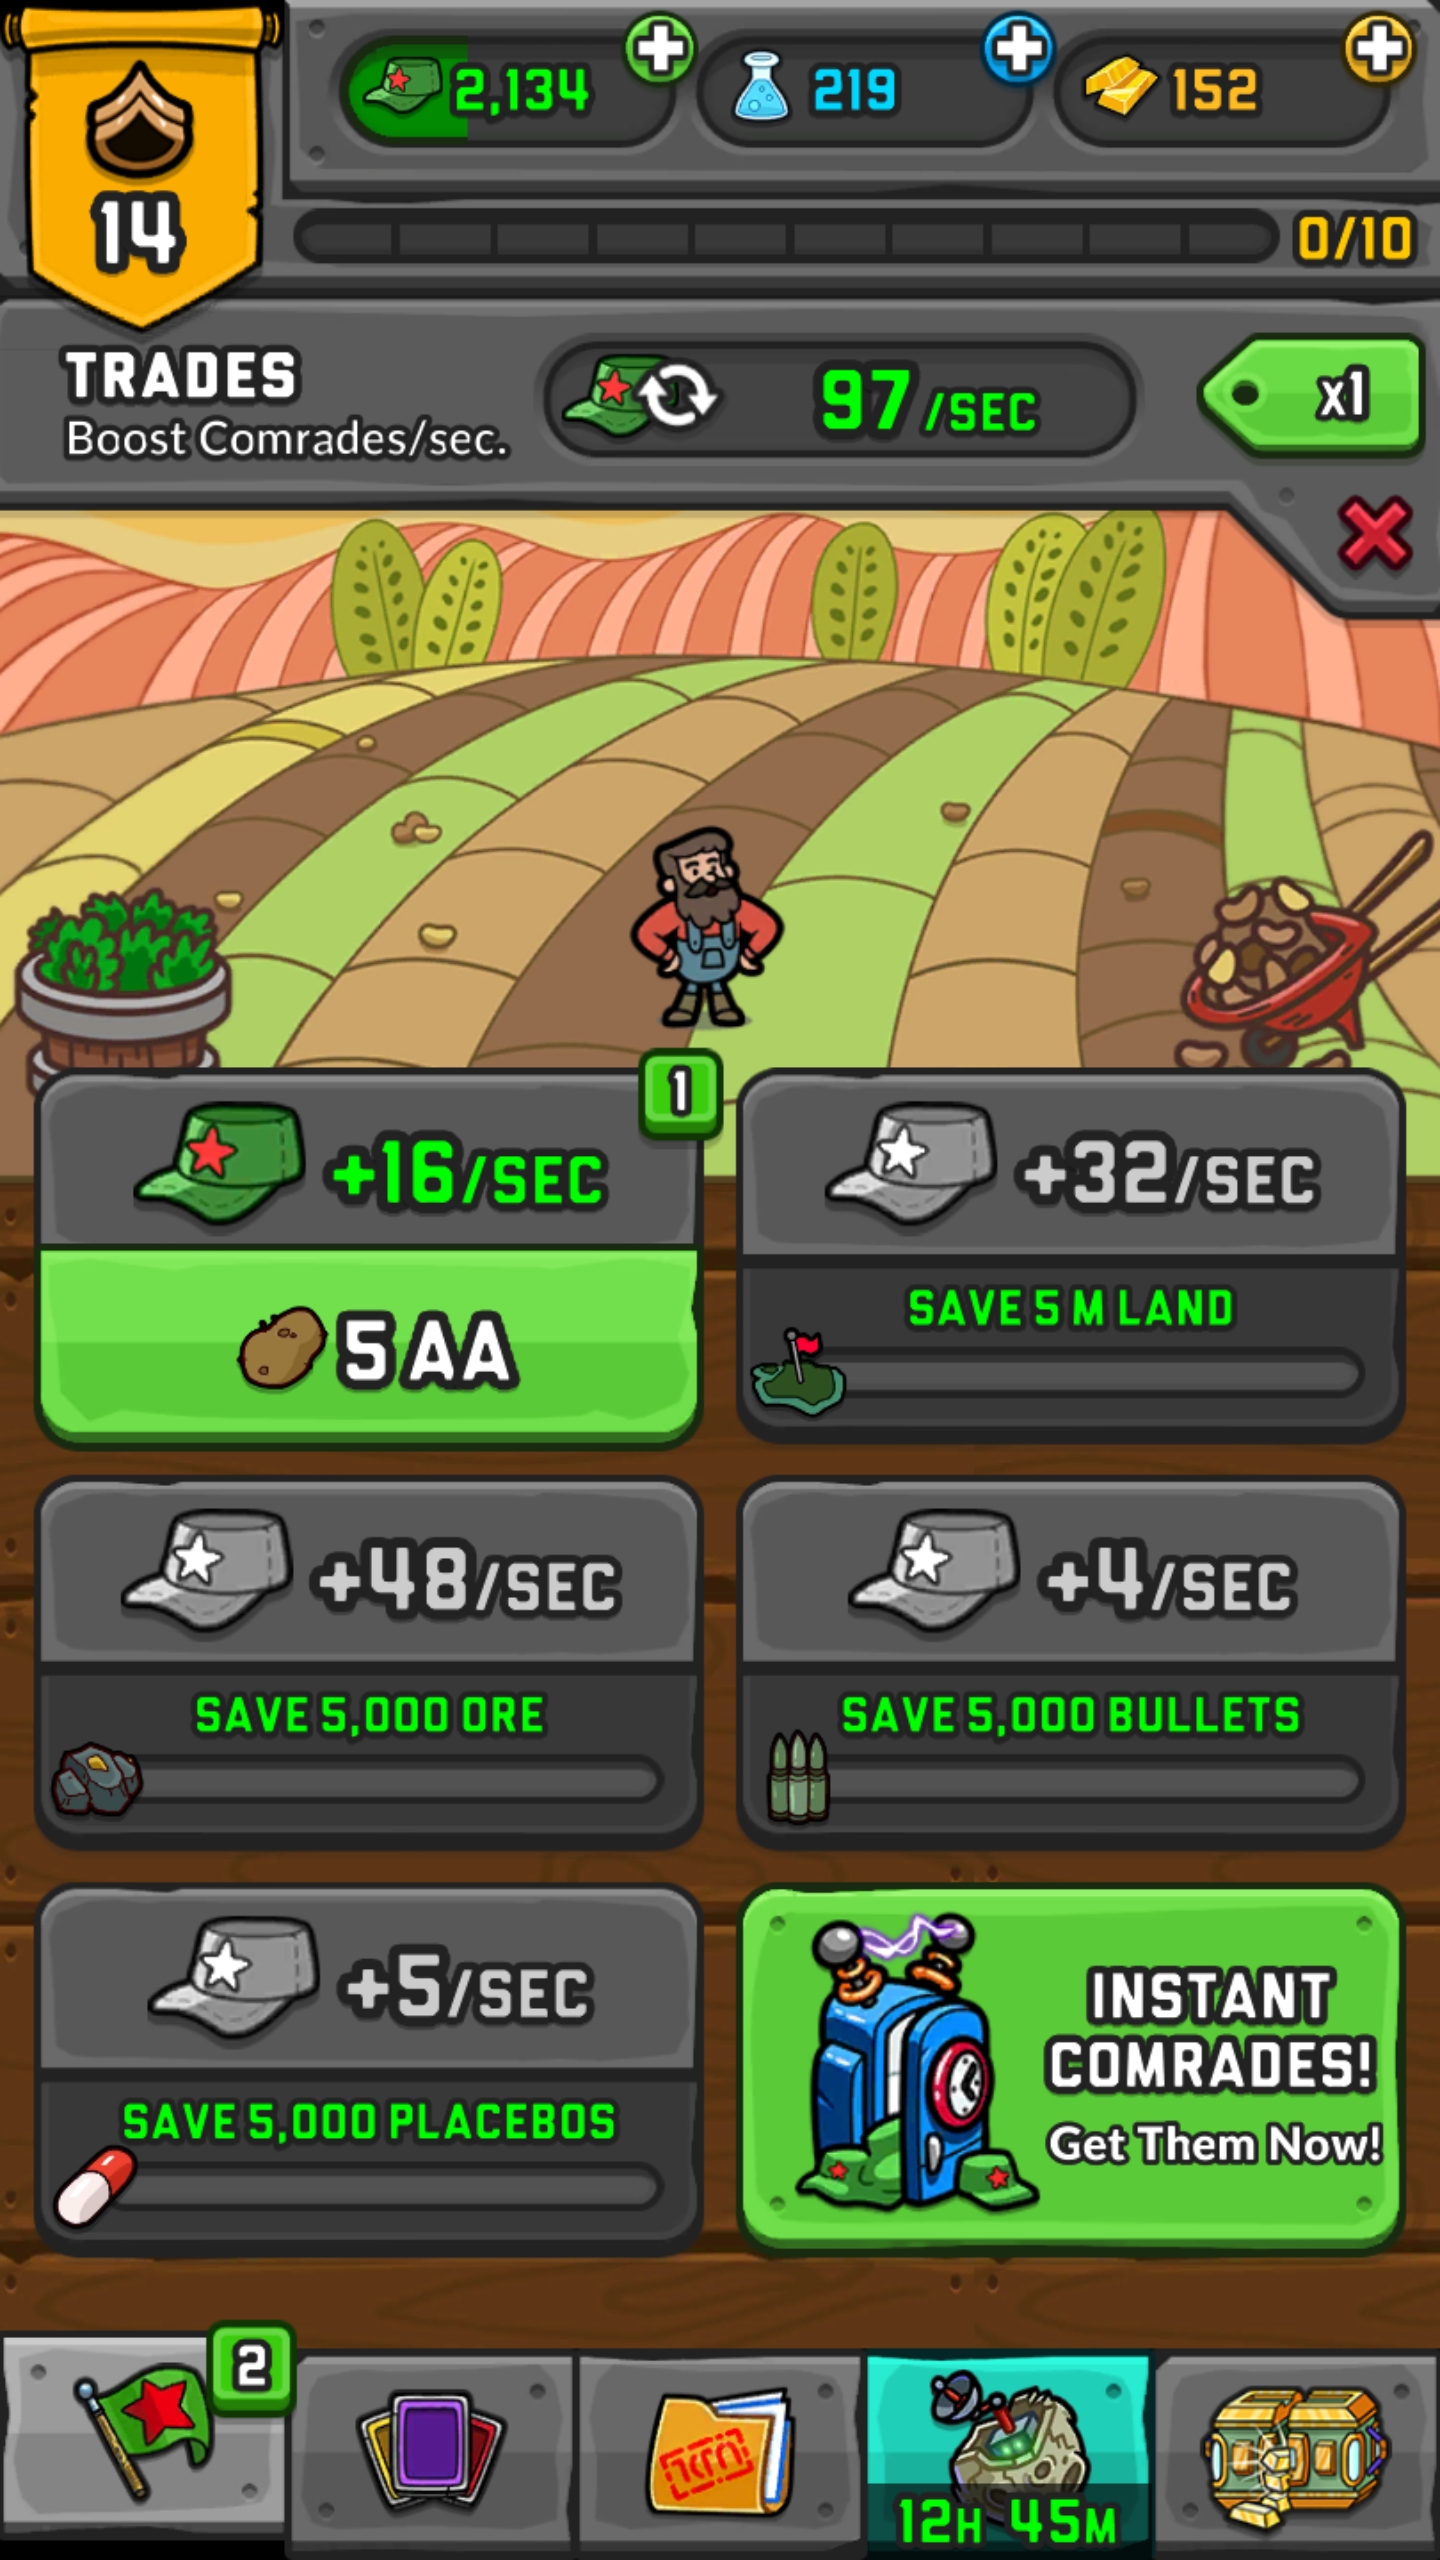 2,134
219
152
14
0/10
TRADES
Boost Comrades/sec.
97/SEC
x1
1
+16/SEC
5 AA
+32/SEC
SAVE 5 M LAND
+48/SEC
SAVE 5,000 ORE
+4/SEC
SAVE 5,000 BULLETS
+5/SEC
SAVE 5,000 PLACEBOS
INSTANT
COMRADES!
Get Them Now!
2
12H 45M